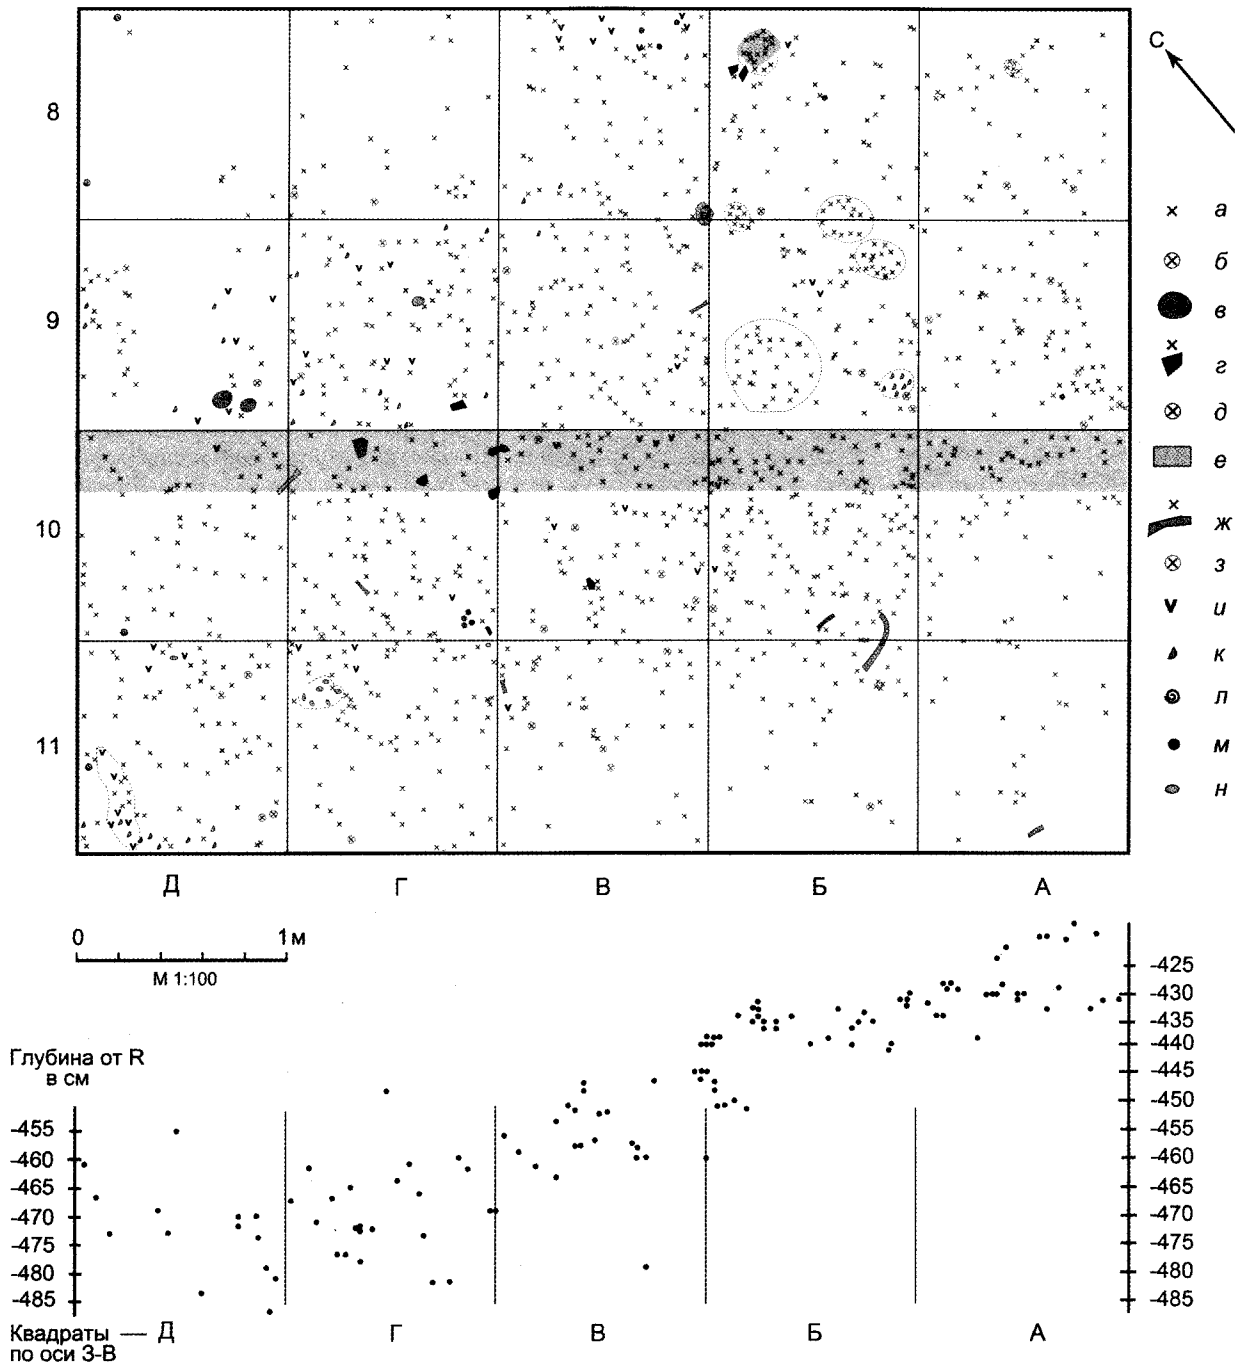 С
8
9
10
11
а
б
в
г
д
е
ж
з
и
к
л
м
н
Д Г В Б А
0 1м
М 1:100
Глубина от R
в см
-455
-460
-465
-470
-475
-480
-485
-425
-430
-435
-440
-445
-450
-455
-460
-465
-470
-475
-480
-485
Квадраты — Д Г В Б А
по оси З-В